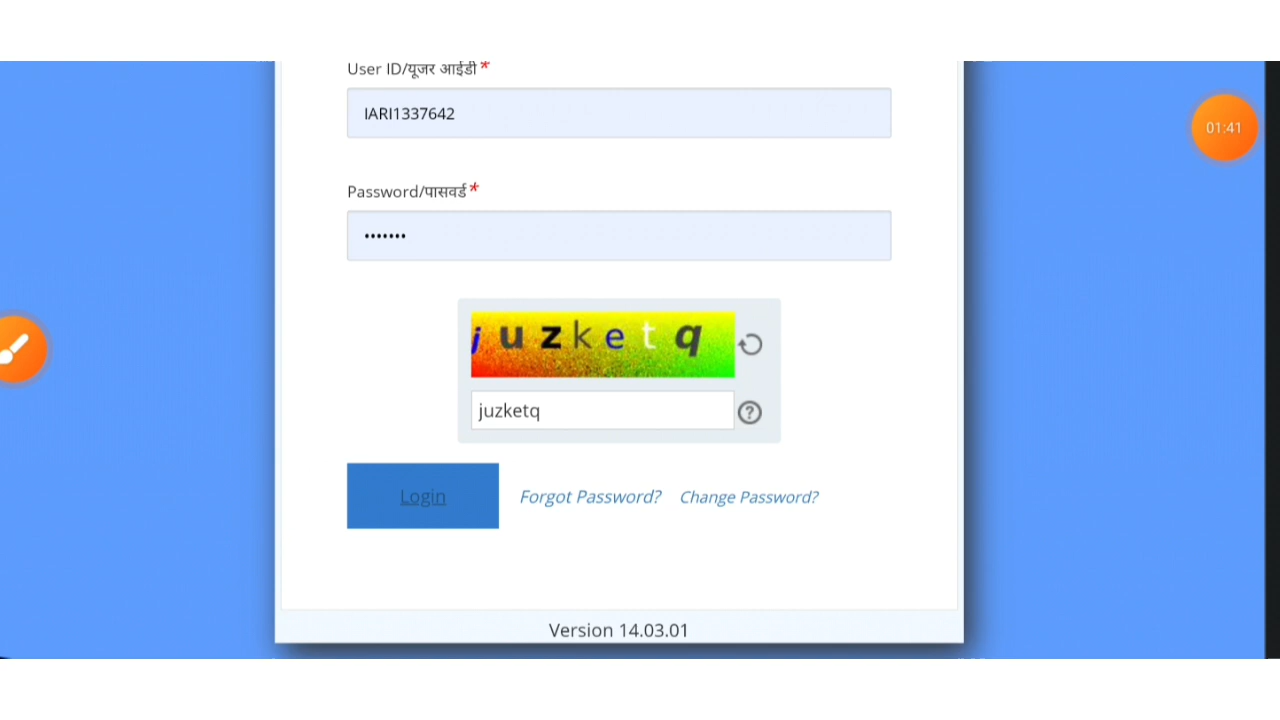 User ID/यूजर आईडी *
IARI1337642
01:41
Password/पासवर्ड *
•••••••
juzketq
juzketq
Login Forgot Password? Change Password?
Version 14.03.01